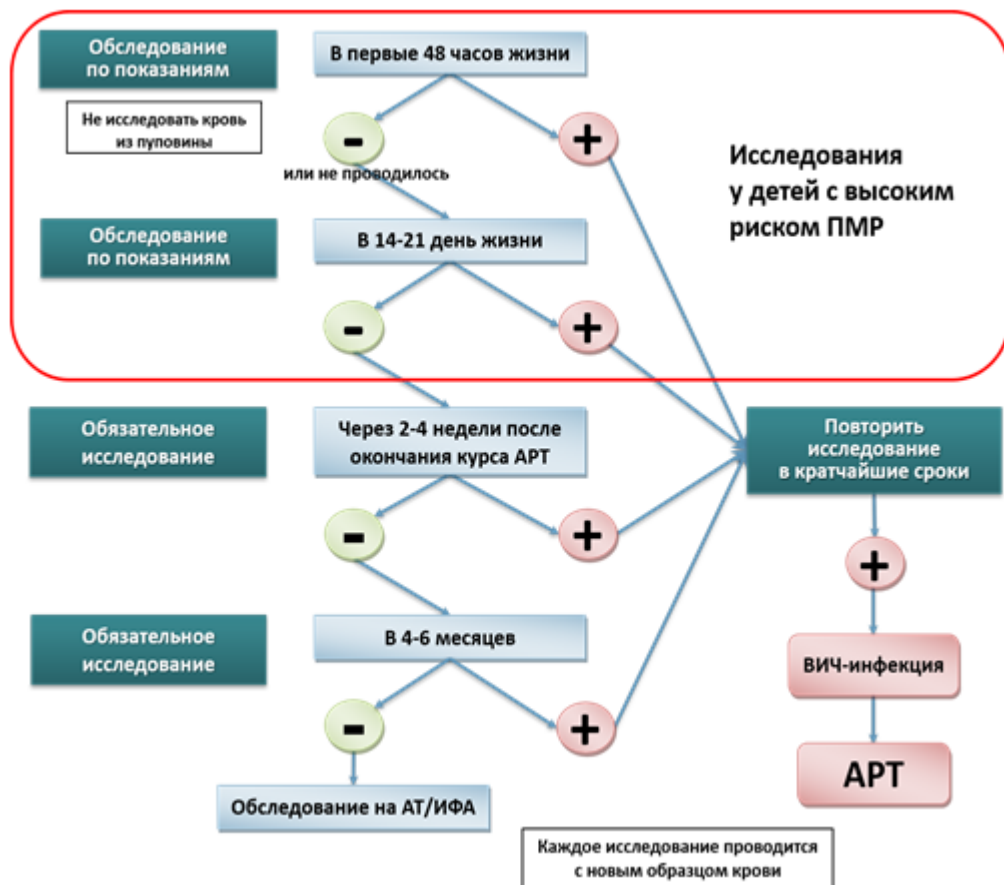 Обследование
по показаниям
В первые 48 часов жизни
Не исследовать кровь
из пуповины
-
+
или не проводилось
Исследования
у детей с высоким
риском ПМР
Обследование
по показаниям
В 14-21 день жизни
-
+
Обязательное
исследование
Через 2-4 недели после
окончания курса АРТ
Повторить
исследование
в кратчайшие сроки
-
+
+
Обязательное
исследование
В 4-6 месяцев
ВИЧ-инфекция
-
+
АРТ
Обследование на АТ/ИФА
Каждое исследование проводится
с новым образцом крови